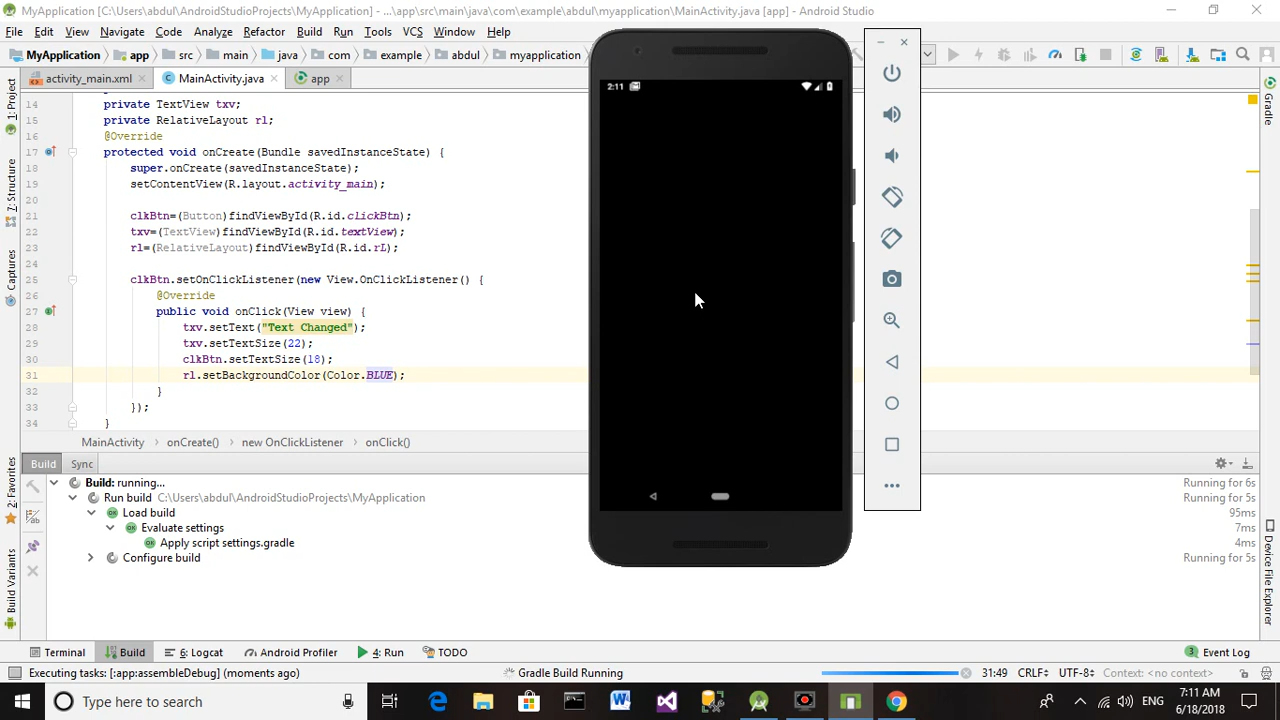 MyApplication [C:\Users\abdul\AndroidStudioProjects\MyApplication] - ...\app\src\main\java\com\example\abdul\myapplication\MainActivity.java [app] - Android Studio
File Edit View Navigate Code Analyze Refactor Build Run Tools VCS Window Help
MyApplication app src main java com example abdul myapplication
activity_main.xml MainActivity.java app
1: Project
Z: Structure
Captures
2: Favorites
Build Variants
Gradle
Device File Explorer
14 private TextView txv;
15 private RelativeLayout rl;
16 @Override
17 protected void onCreate(Bundle savedInstanceState) {
18 super.onCreate(savedInstanceState);
19 setContentView(R.layout.activity_main);
20
21 clkBtn=(Button)findViewById(R.id.clickBtn);
22 txv=(TextView)findViewById(R.id.textView);
23 rl=(RelativeLayout)findViewById(R.id.rL);
24
25 clkBtn.setOnClickListener(new View.OnClickListener() {
26 @Override
27 public void onClick(View view) {
28 txv.setText("Text Changed");
29 txv.setTextSize(22);
30 clkBtn.setTextSize(18);
31 rl.setBackgroundColor(Color.BLUE);
32 }
33 });
34 }
2:11
MainActivity onCreate() new OnClickListener onClick()
Build Sync
Build: running... Running for 6s
Run build C:\Users\abdul\AndroidStudioProjects\MyApplication Running for 5s
Load build 95ms
Evaluate settings 7ms
Apply script settings.gradle 4ms
Configure build Running for 5s
Terminal Build 6: Logcat Android Profiler 4: Run TODO 3 Event Log
Executing tasks: [:app:assembleDebug] (moments ago) Gradle Build Running 31:49 CRLF UTF-8 Context: <no context>
Type here to search ENG 7:11 AM
6/18/2018